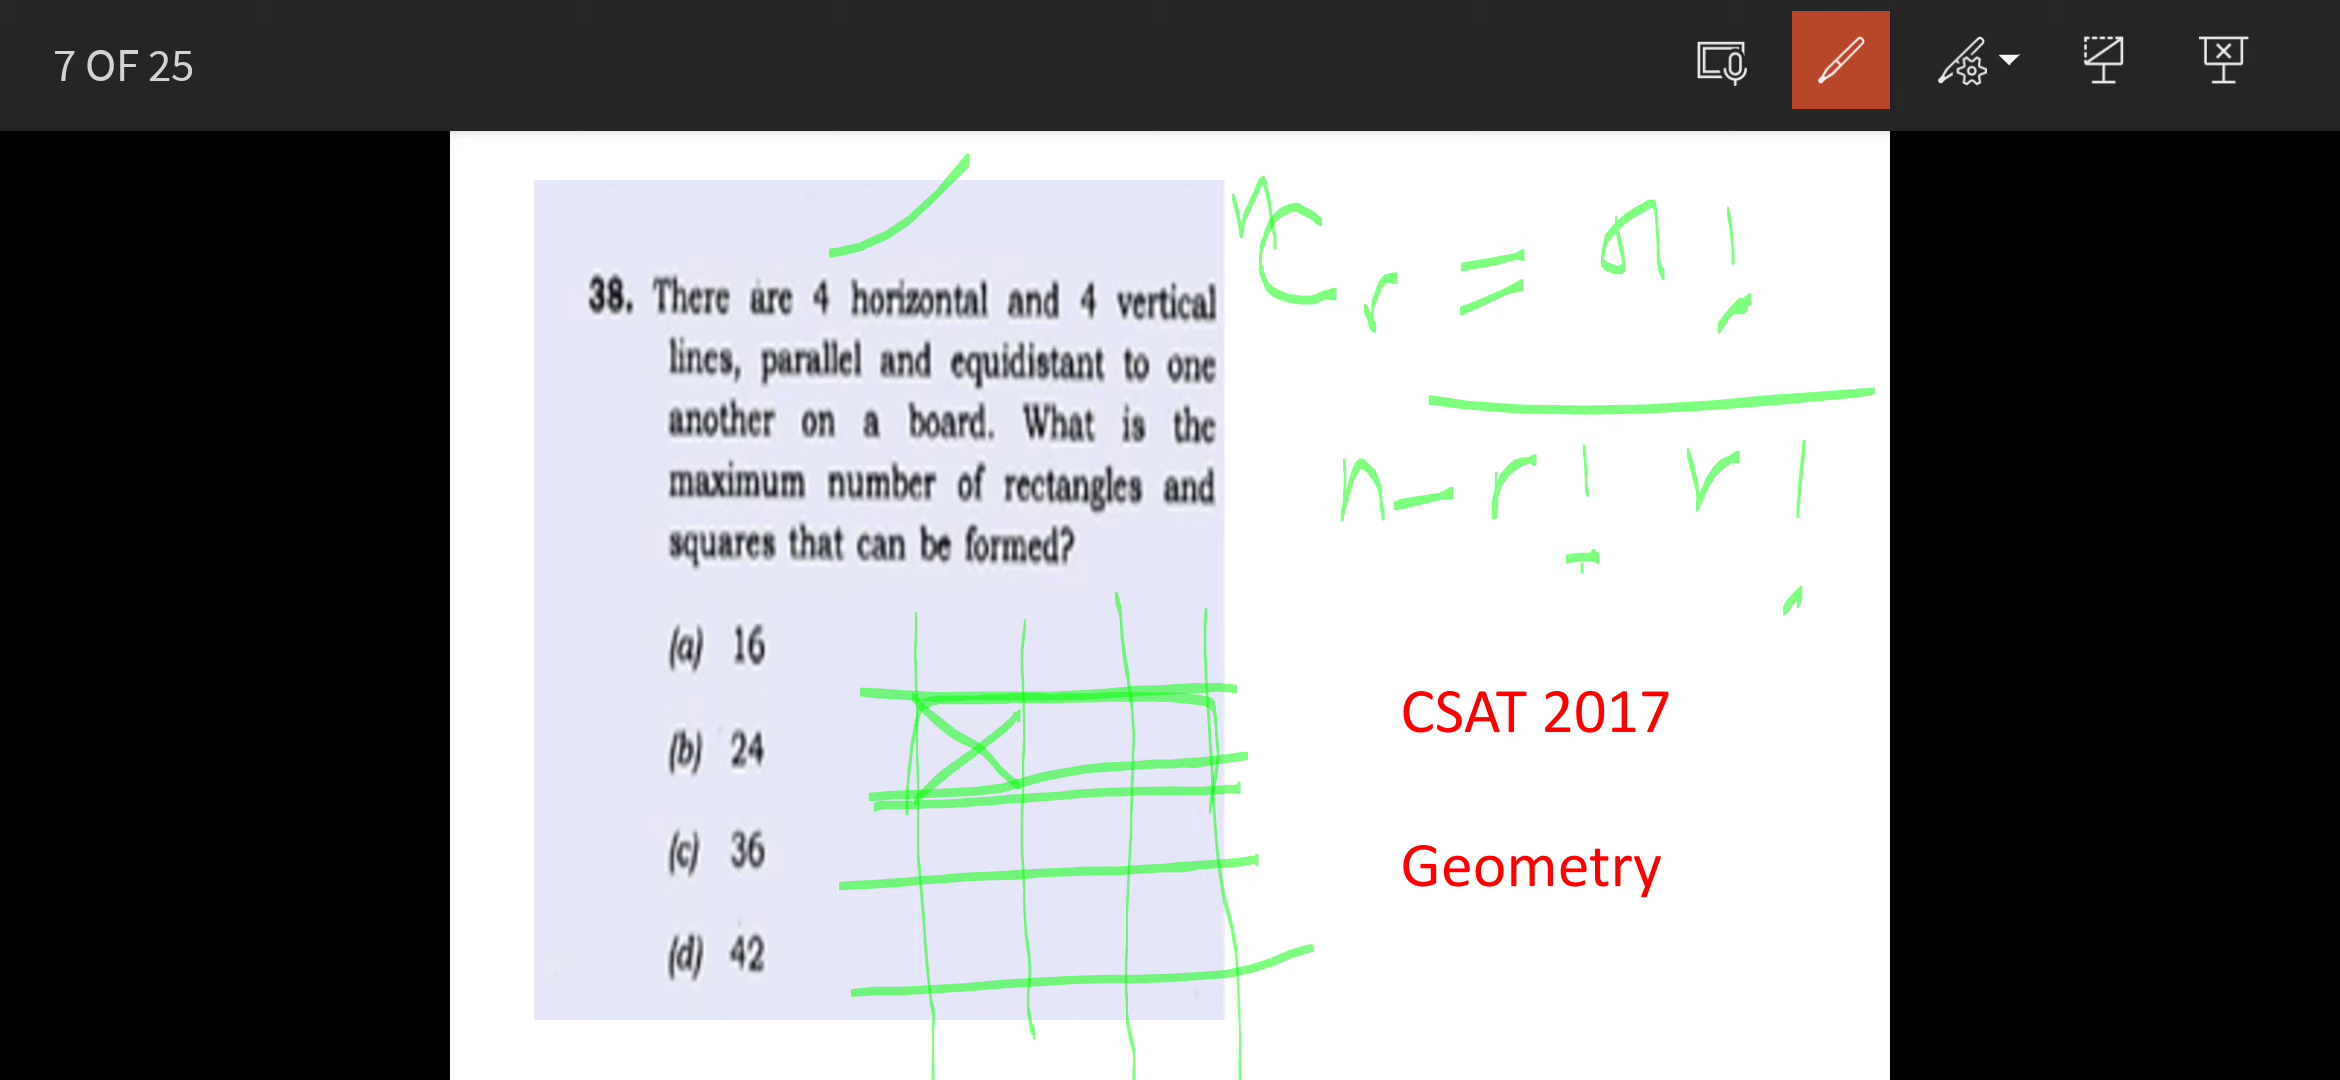 7 OF 25
38. There are 4 horizontal and 4 vertical
lines, parallel and equidistant to one
another on a board. What is the
maximum number of rectangles and
squares that can be formed?
(a) 16
(b) 24
(c) 36
(d) 42
nCr = n!
n-r! r!
CSAT 2017
Geometry